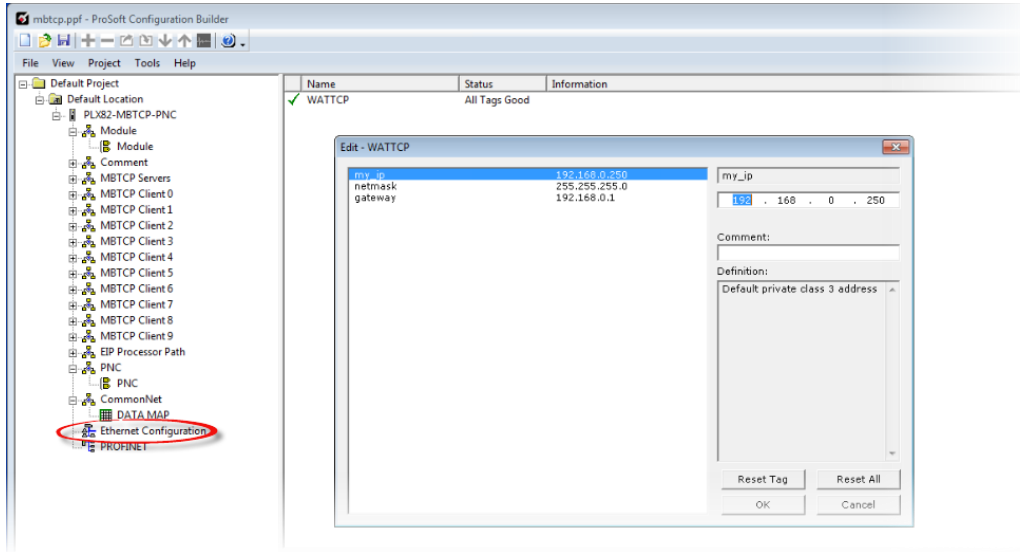 mbtcp.ppf - ProSoft Configuration Builder
File View Project Tools Help
Default Project
Default Location
PLX82-MBTCP-PNC
Module
Module
Comment
MBTCP Servers
MBTCP Client 0
MBTCP Client 1
MBTCP Client 2
MBTCP Client 3
MBTCP Client 4
MBTCP Client 5
MBTCP Client 6
MBTCP Client 7
MBTCP Client 8
MBTCP Client 9
EIP Processor Path
PNC
PNC
CommonNet
DATA MAP
Ethernet Configuration
PROFINET
Name Status Information
WATTCP All Tags Good
Edit - WATTCP
my_ip 192.168.0.250
netmask 255.255.255.0
gateway 192.168.0.1
my_ip
192 . 168 . 0 . 250
Comment:
Definition:
Default private class 3 address
Reset Tag Reset All
OK Cancel